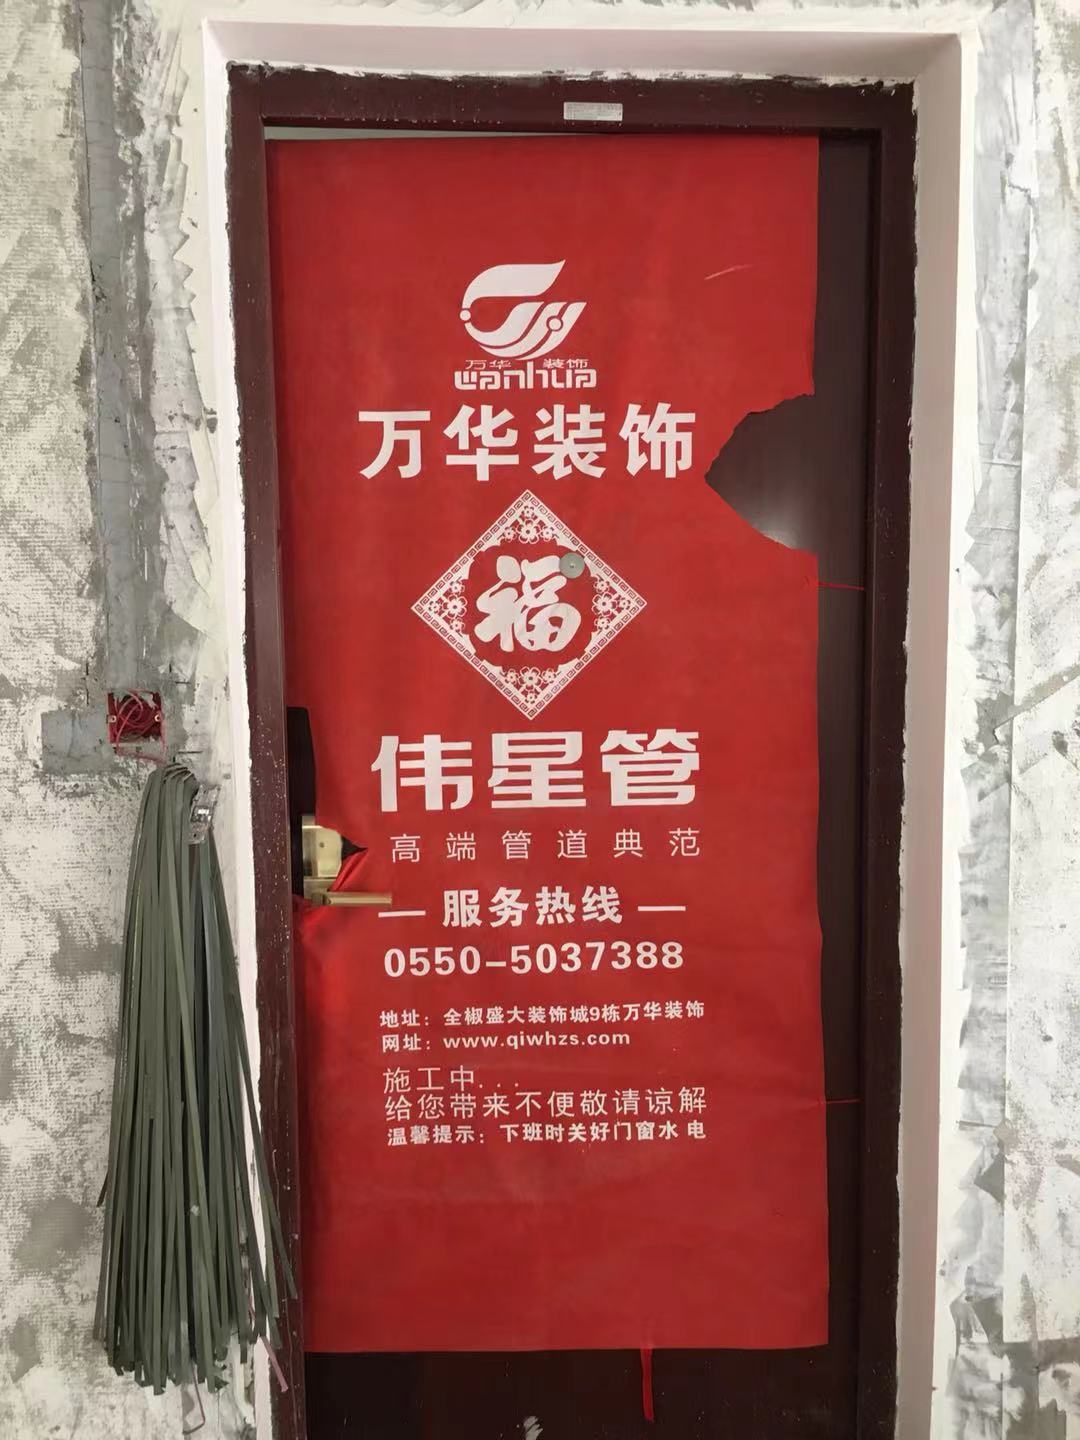 万华 装饰
wanhua
万华装饰
福
伟星管
高端管道典范
— 服务热线 —
0550-5037388
地址：全椒盛大装饰城9栋万华装饰
网址：www.qiwhzs.com
施工中...
给您带来不便敬请谅解
温馨提示：下班时关好门窗水 电